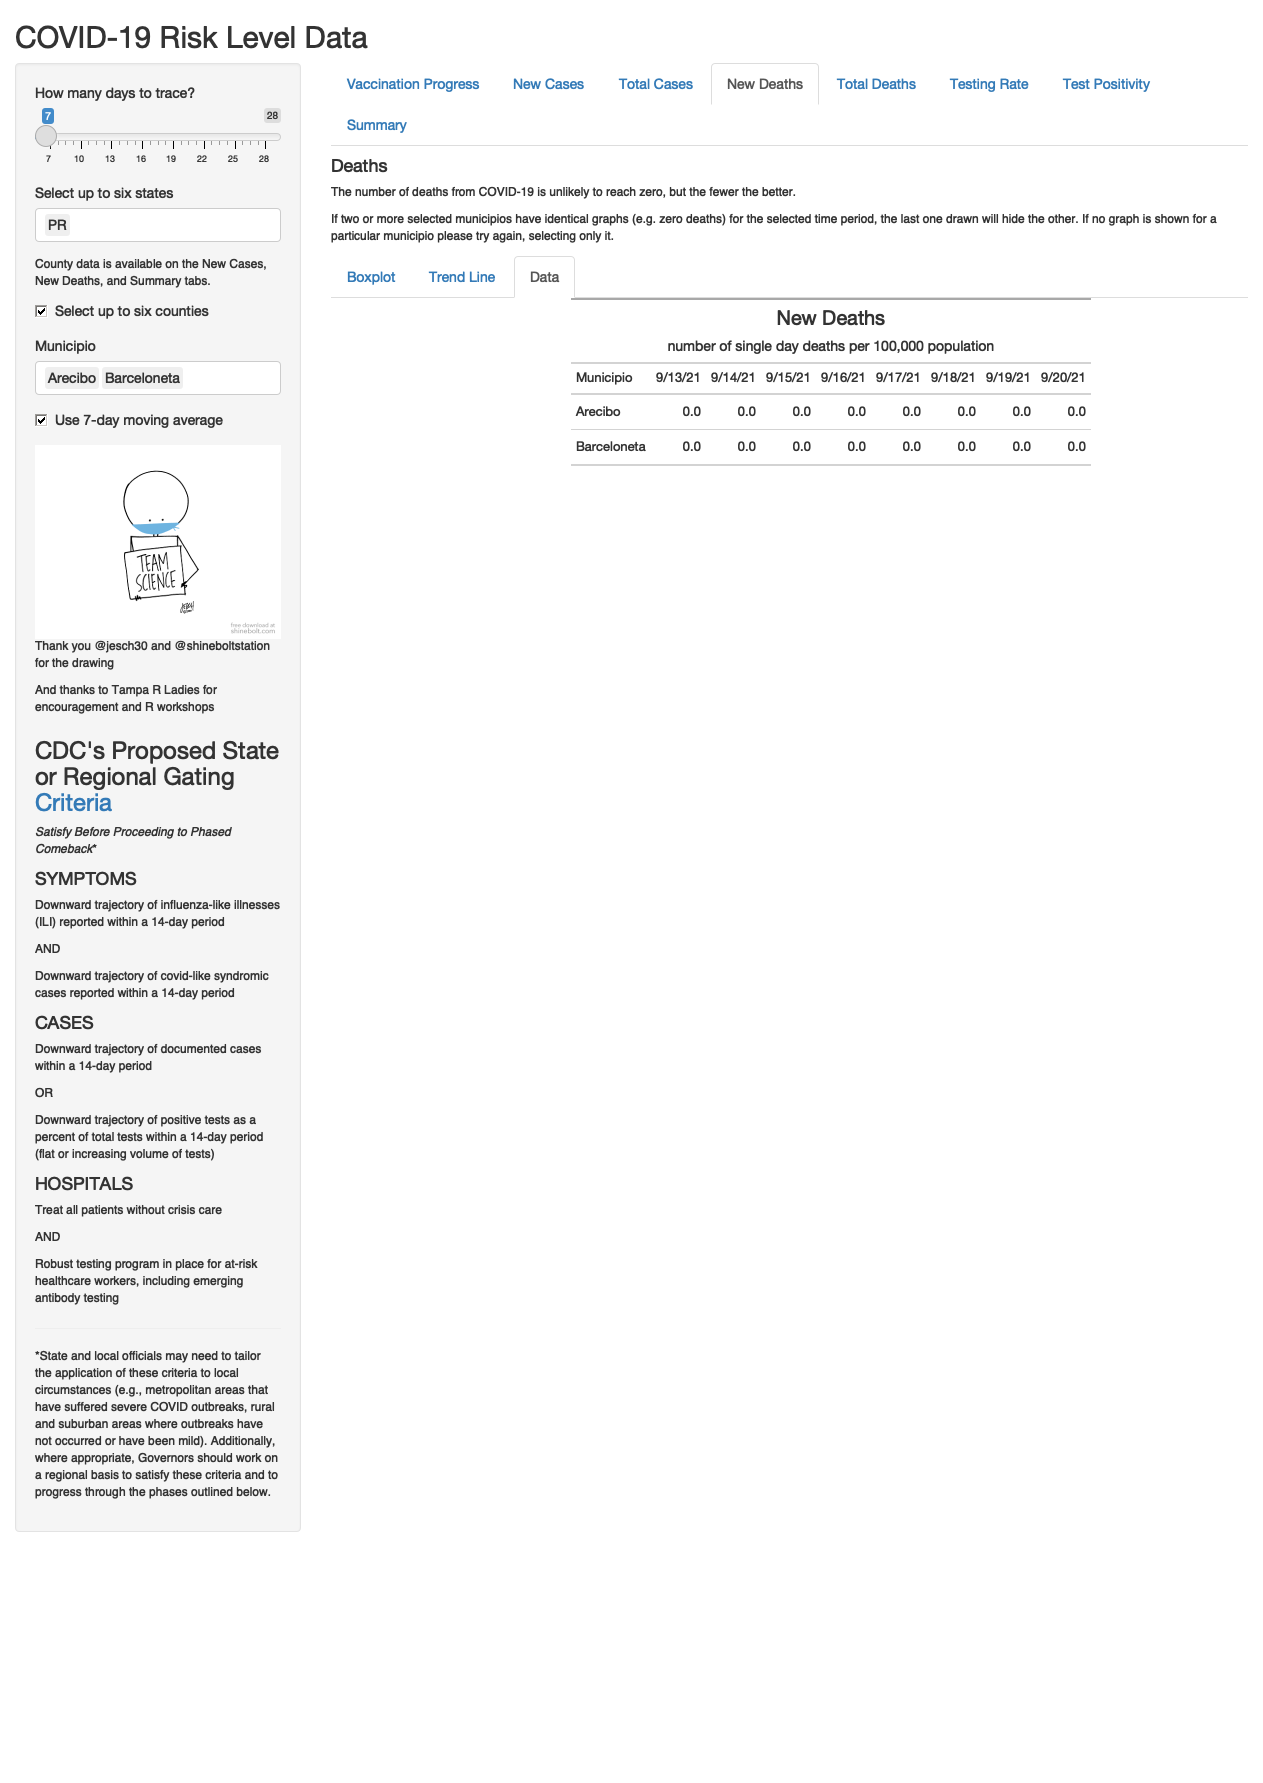 COVID-19 Risk Level Data
How many days to trace?
7 28
7 10 13 16 19 22 25 28
Select up to six states
PR
County data is available on the New Cases,
New Deaths, and Summary tabs.
Select up to six counties
Municipio
Arecibo Barceloneta
Use 7-day moving average
TEAM
SCIENCE
free download at
shinebolt.com
Thank you @jesch30 and @shineboltstation
for the drawing
And thanks to Tampa R Ladies for
encouragement and R workshops
CDC's Proposed State
or Regional Gating
Criteria
Satisfy Before Proceeding to Phased
Comeback*
SYMPTOMS
Downward trajectory of influenza-like illnesses
(ILI) reported within a 14-day period
AND
Downward trajectory of covid-like syndromic
cases reported within a 14-day period
CASES
Downward trajectory of documented cases
within a 14-day period
OR
Downward trajectory of positive tests as a
percent of total tests within a 14-day period
(flat or increasing volume of tests)
HOSPITALS
Treat all patients without crisis care
AND
Robust testing program in place for at-risk
healthcare workers, including emerging
antibody testing
*State and local officials may need to tailor
the application of these criteria to local
circumstances (e.g., metropolitan areas that
have suffered severe COVID outbreaks, rural
and suburban areas where outbreaks have
not occurred or have been mild). Additionally,
where appropriate, Governors should work on
a regional basis to satisfy these criteria and to
progress through the phases outlined below.
Vaccination Progress New Cases Total Cases New Deaths Total Deaths Testing Rate Test Positivity
Summary
Deaths
The number of deaths from COVID-19 is unlikely to reach zero, but the fewer the better.
If two or more selected municipios have identical graphs (e.g. zero deaths) for the selected time period, the last one drawn will hide the other. If no graph is shown for a
particular municipio please try again, selecting only it.
Boxplot Trend Line Data
New Deaths
number of single day deaths per 100,000 population
Municipio 9/13/21 9/14/21 9/15/21 9/16/21 9/17/21 9/18/21 9/19/21 9/20/21
Arecibo 0.0 0.0 0.0 0.0 0.0 0.0 0.0 0.0
Barceloneta 0.0 0.0 0.0 0.0 0.0 0.0 0.0 0.0